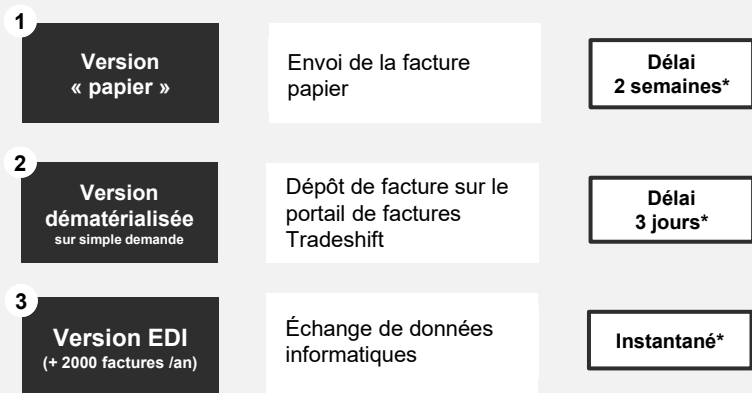 1
Version
« papier »
Envoi de la facture
papier
Délai
2 semaines*
2
Version
dématérialisée
sur simple demande
Dépôt de facture sur le
portail de factures
Tradeshift
Délai
3 jours*
3
Version EDI
(+ 2000 factures /an)
Échange de données
informatiques
Instantané*